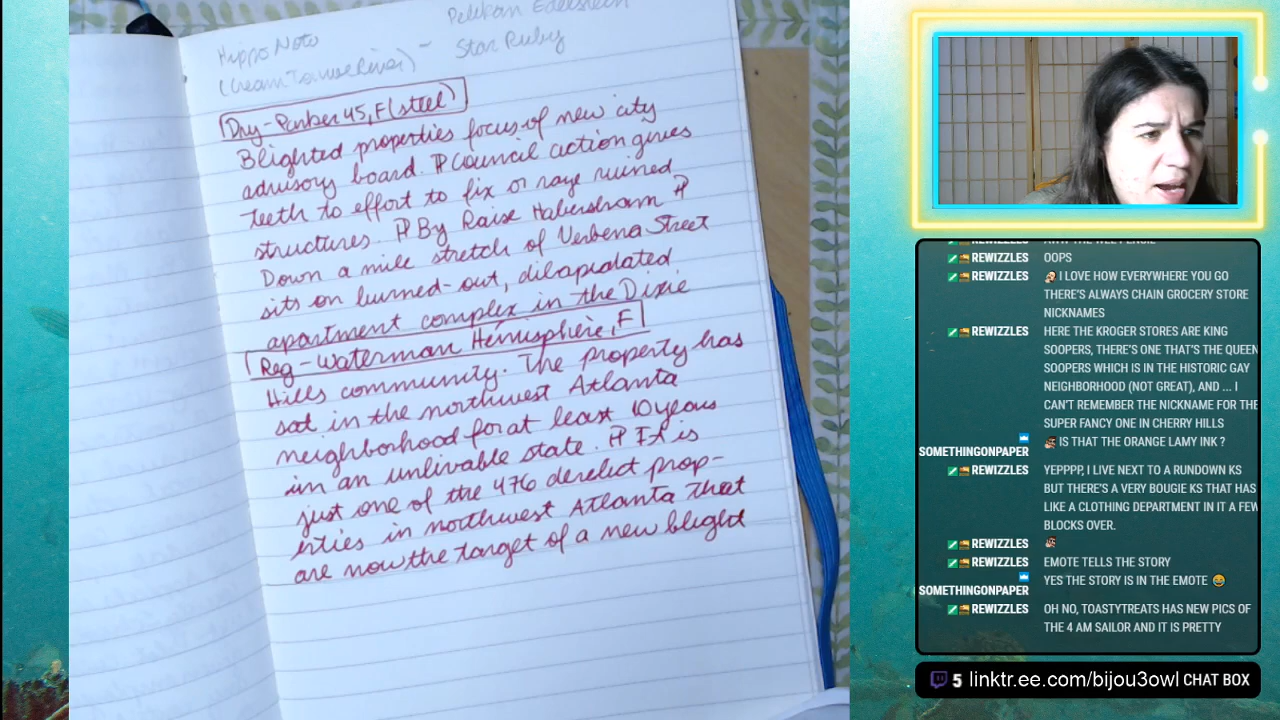 Pelikan Edelstein
Hippo Noto
Star Ruby
(Cream Tomoe River) -
Dry - Parker 45, F (steel)
Blighted properties focus of new city
advisory board. ¶ Council action gives
teeth to effort to fix or raze ruined
structures. ¶ By Raise Habersham ¶
Down a mile stretch of Verbena Street
sits on burned-out, dilapidated
apartment complex in the Dixie
Reg - Waterman Hémisphère, F
Hills community. The property has
sat in the northwest Atlanta
neighborhood for at least 10 years
in an unlivable state. ¶ It is
just one of the 476 derelect prop-
erties in northwest Atlanta that
are now the target of a new blight
REWIZZLES
REWIZZLES OOPS
REWIZZLES I LOVE HOW EVERYWHERE YOU GO
THERE'S ALWAYS CHAIN GROCERY STORE
NICKNAMES
REWIZZLES HERE THE KROGER STORES ARE KING
SOOPERS, THERE'S ONE THAT'S THE QUEEN
SOOPERS WHICH IS IN THE HISTORIC GAY
NEIGHBORHOOD (NOT GREAT), AND ... I
CAN'T REMEMBER THE NICKNAME FOR THE
SUPER FANCY ONE IN CHERRY HILLS
SOMETHINGONPAPER IS THAT THE ORANGE LAMY INK ?
REWIZZLES YEPPPP, I LIVE NEXT TO A RUNDOWN KS
BUT THERE'S A VERY BOUGIE KS THAT HAS
LIKE A CLOTHING DEPARTMENT IN IT A FEW
BLOCKS OVER.
REWIZZLES
REWIZZLES EMOTE TELLS THE STORY
SOMETHINGONPAPER YES THE STORY IS IN THE EMOTE 😂
REWIZZLES OH NO, TOASTYTREATS HAS NEW PICS OF
THE 4 AM SAILOR AND IT IS PRETTY
5 linktr.ee.com/bijou3owl CHAT BOX